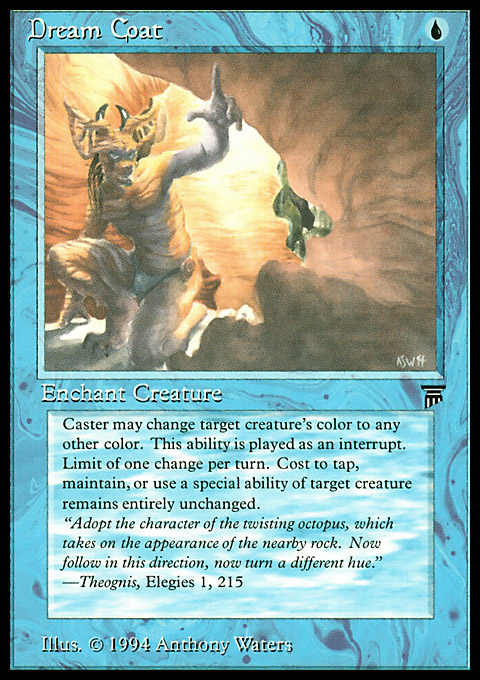 Dream Coat
Enchant Creature
Caster may change target creature's color to any
other color. This ability is played as an interrupt.
Limit of one change per turn. Cost to tap,
maintain, or use a special ability of target creature
remains entirely unchanged.
“Adopt the character of the twisting octopus, which
takes on the appearance of the nearby rock. Now
follow in this direction, now turn a different hue.”
—Theognis, Elegies 1, 215
Illus. © 1994 Anthony Waters